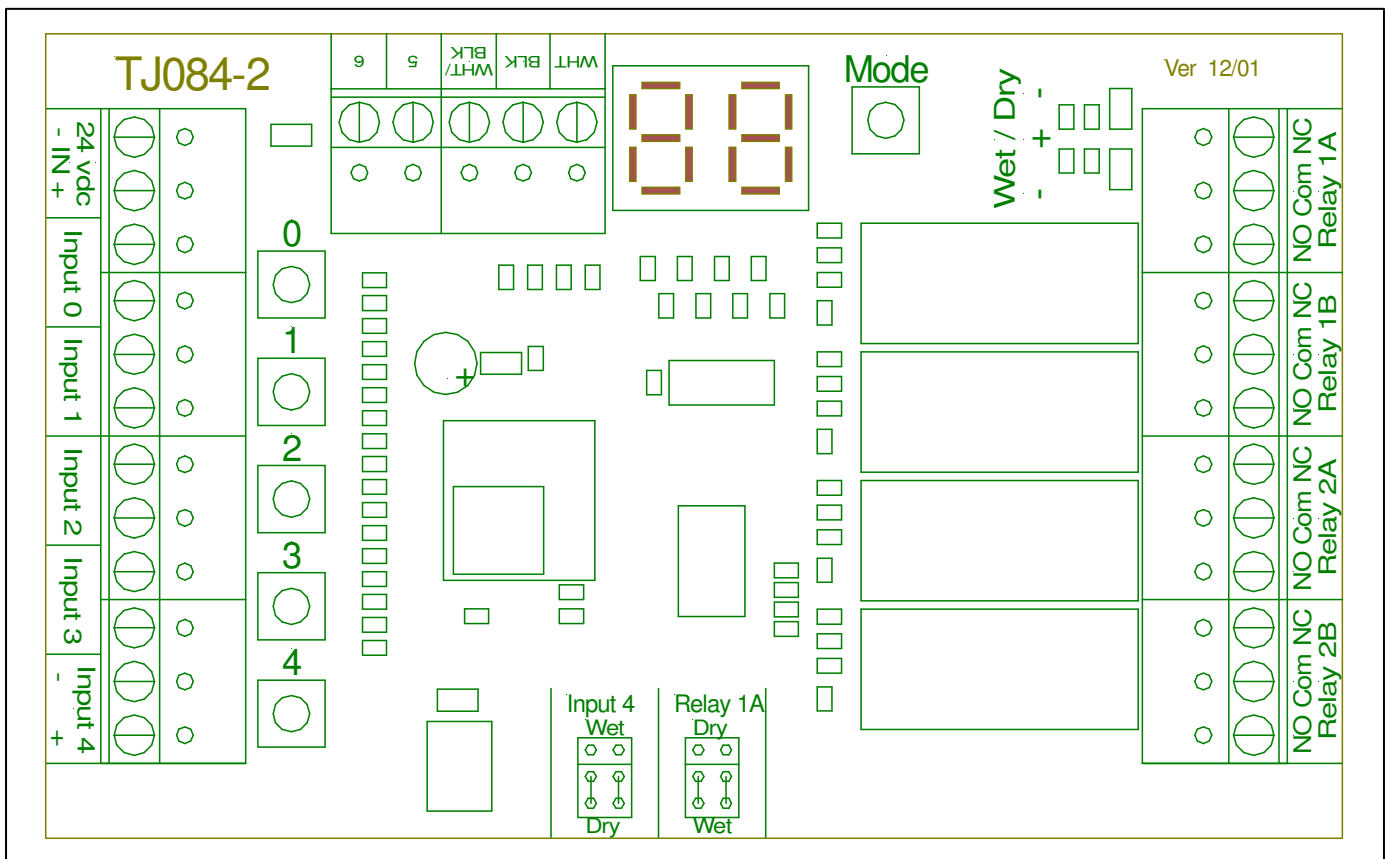 TJ084-2
6
5
WHT/
BLK
BLK
WHT
Mode
Wet / Dry
- + -
Ver 12/01
24 vdc
- IN +
Input 0
Input 1
Input 2
Input 3
Input 4
- +
0
1
2
3
4
+
88
NO Com NC
Relay 1A
NO Com NC
Relay 1B
NO Com NC
Relay 2A
NO Com NC
Relay 2B
Input 4
Wet
Dry
Relay 1A
Dry
Wet